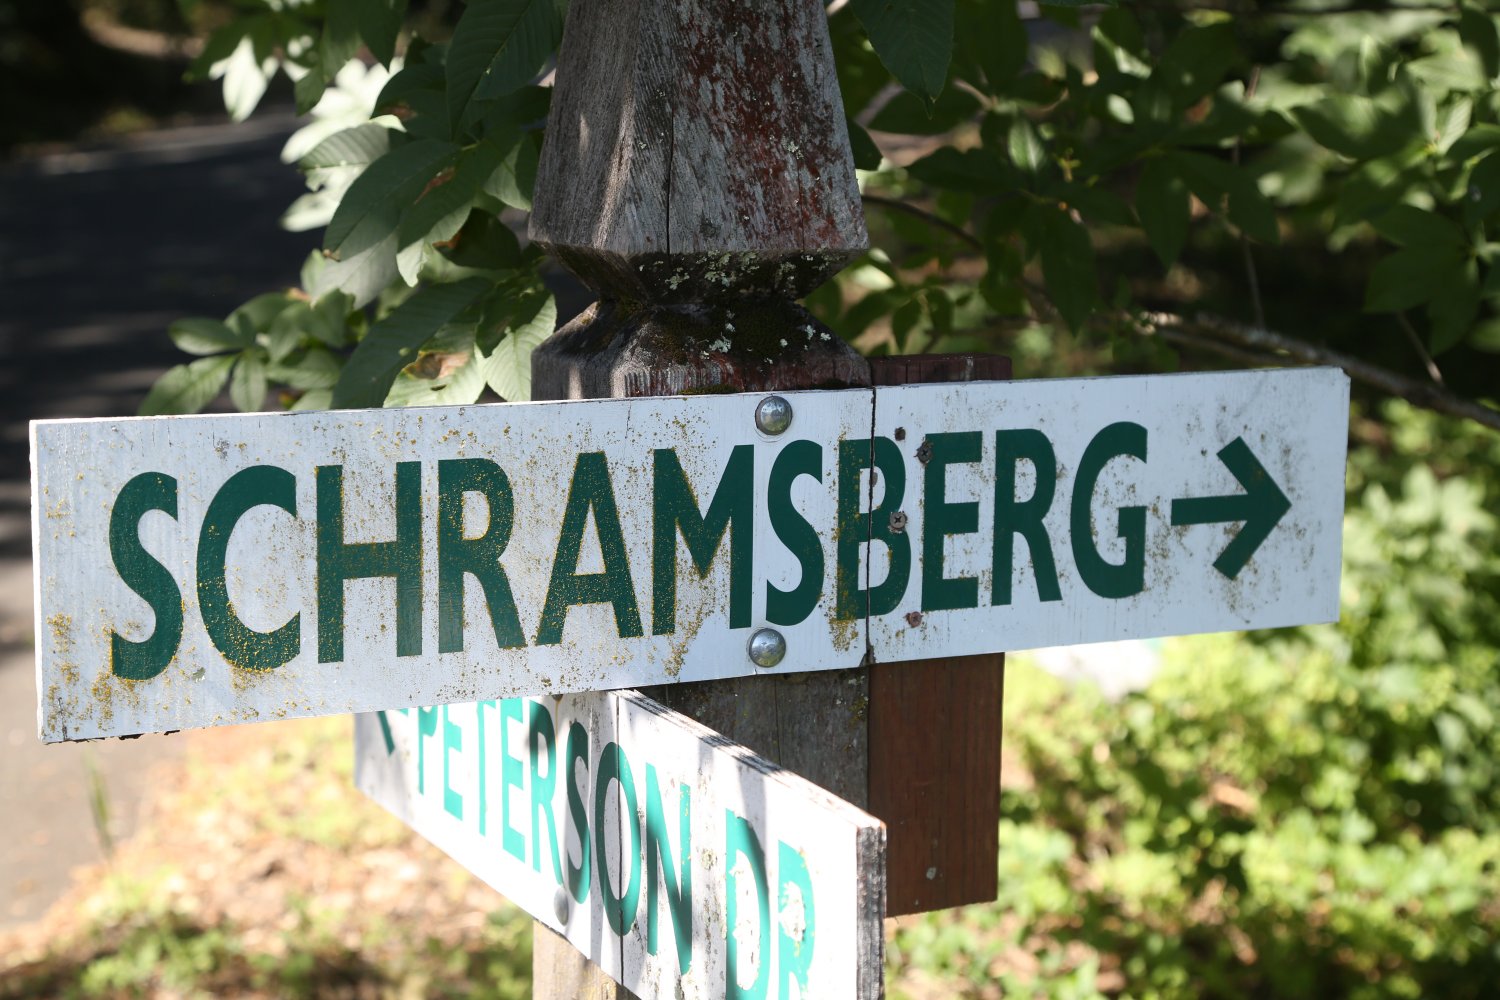 SCHRAMSBERG →
← PETERSON DR